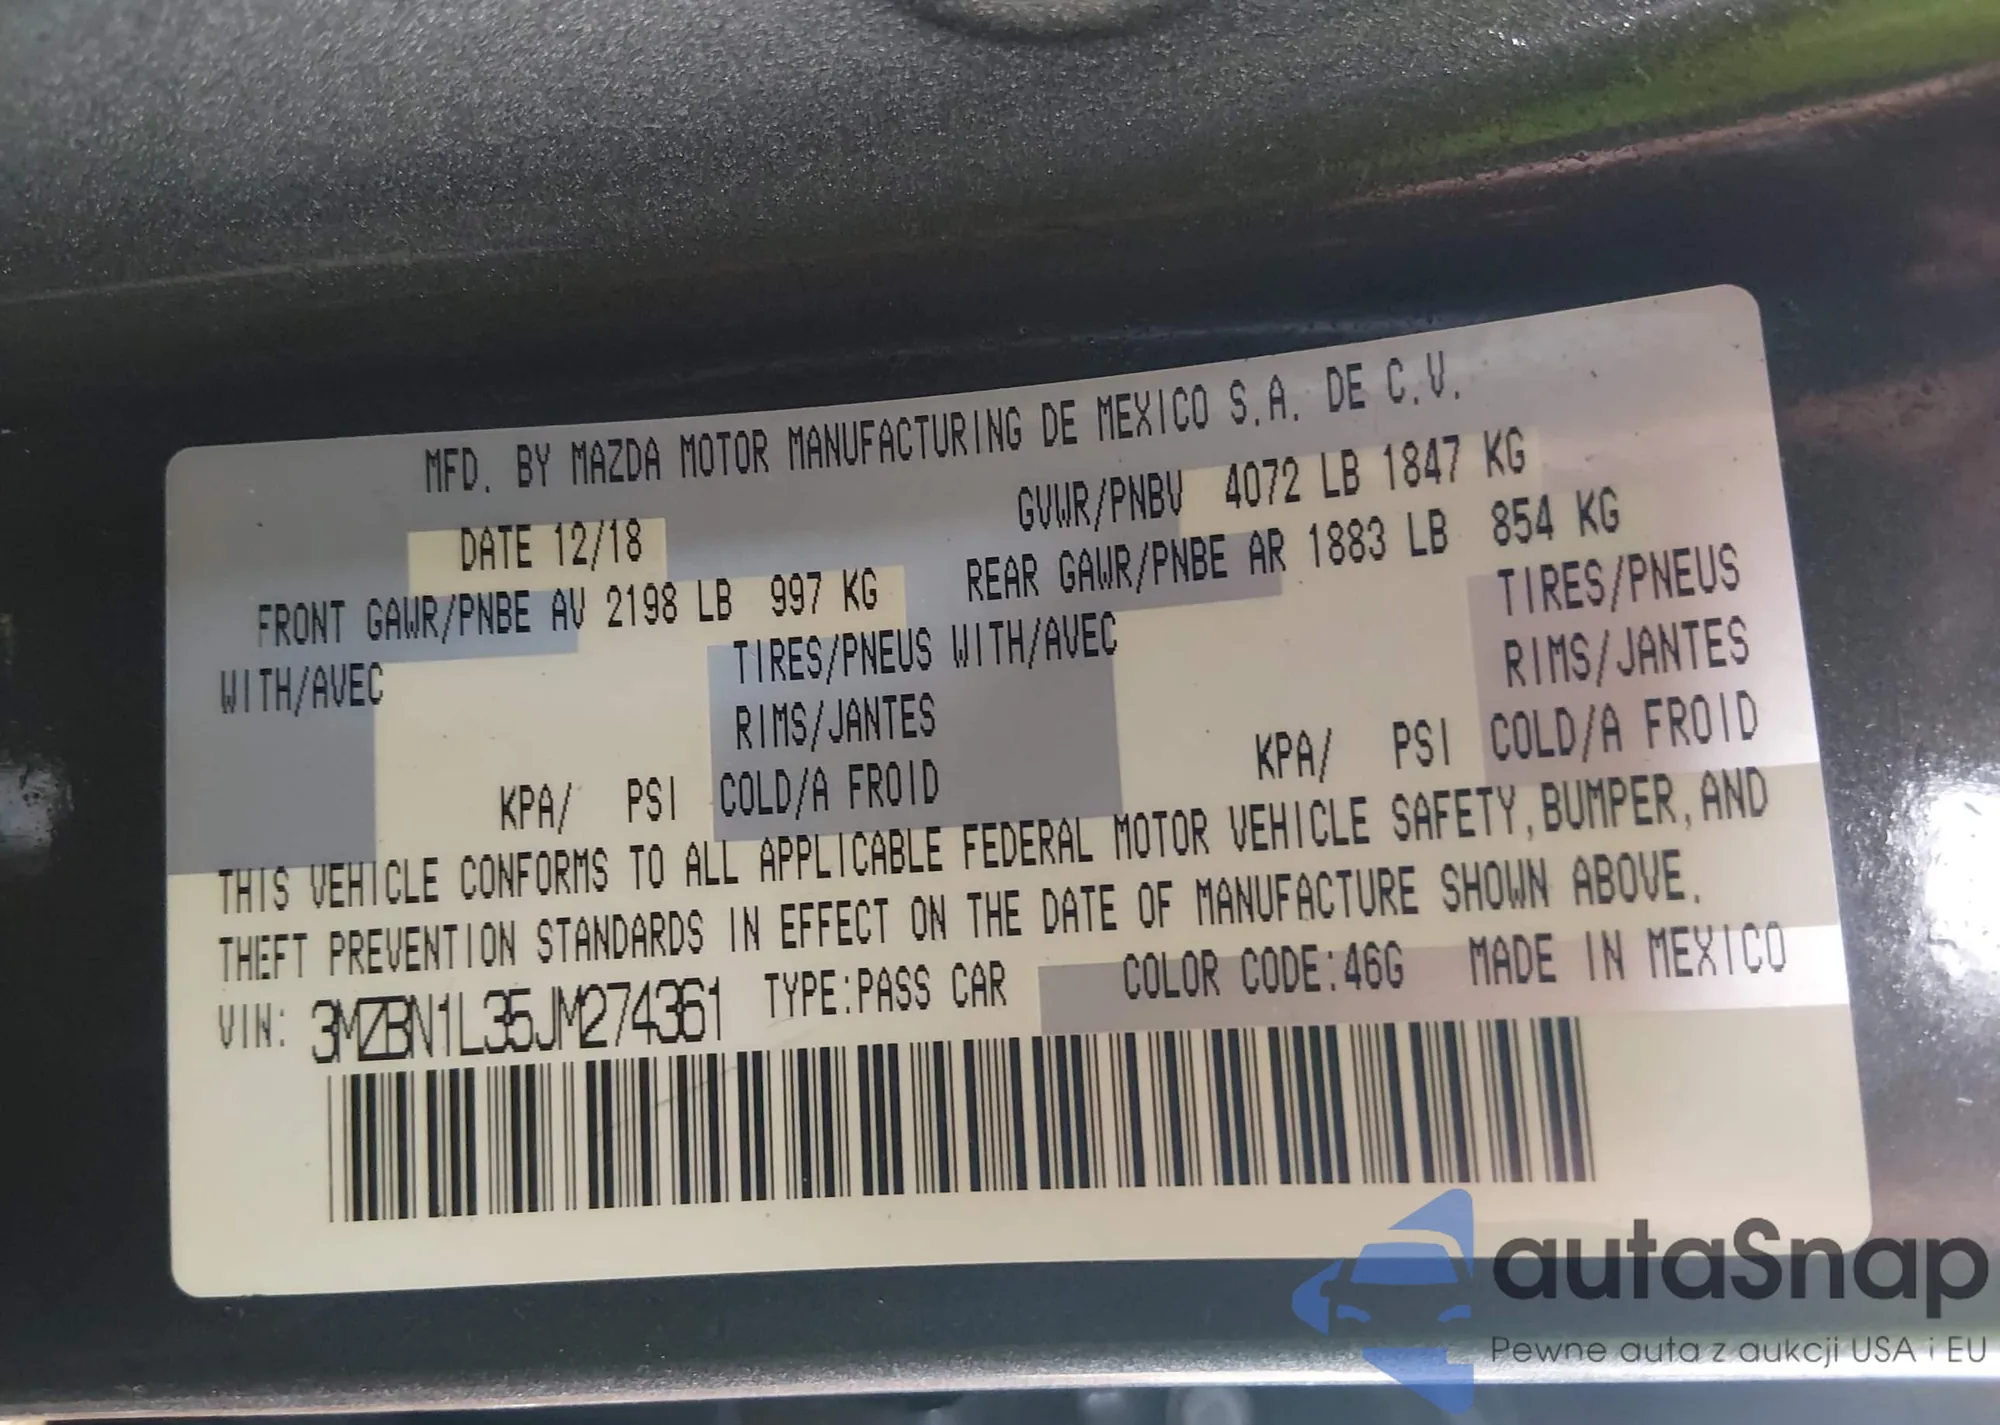 MFD. BY MAZDA MOTOR MANUFACTURING DE MEXICO S.A. DE C.V.
DATE 12/18 GVWR/PNBV 4072 LB 1847 KG
FRONT GAWR/PNBE AV 2198 LB 997 KG REAR GAWR/PNBE AR 1883 LB 854 KG
WITH/AVEC TIRES/PNEUS WITH/AVEC TIRES/PNEUS
RIMS/JANTES RIMS/JANTES
KPA/ PSI COLD/A FROID KPA/ PSI COLD/A FROID
THIS VEHICLE CONFORMS TO ALL APPLICABLE FEDERAL MOTOR VEHICLE SAFETY, BUMPER, AND
THEFT PREVENTION STANDARDS IN EFFECT ON THE DATE OF MANUFACTURE SHOWN ABOVE.
VIN: 3MZBN1L35JM274361 TYPE:PASS CAR COLOR CODE:46G MADE IN MEXICO
autaSnap
Pewne auta z aukcji USA i EU